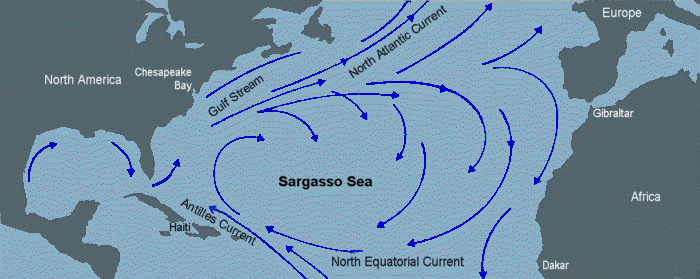 Europe
North Atlantic Current
North America
Chesapeake
Bay
Gulf Stream
Gibraltar
Sargasso Sea
Africa
Antilles Current
Haiti
North Equatorial Current
Dakar